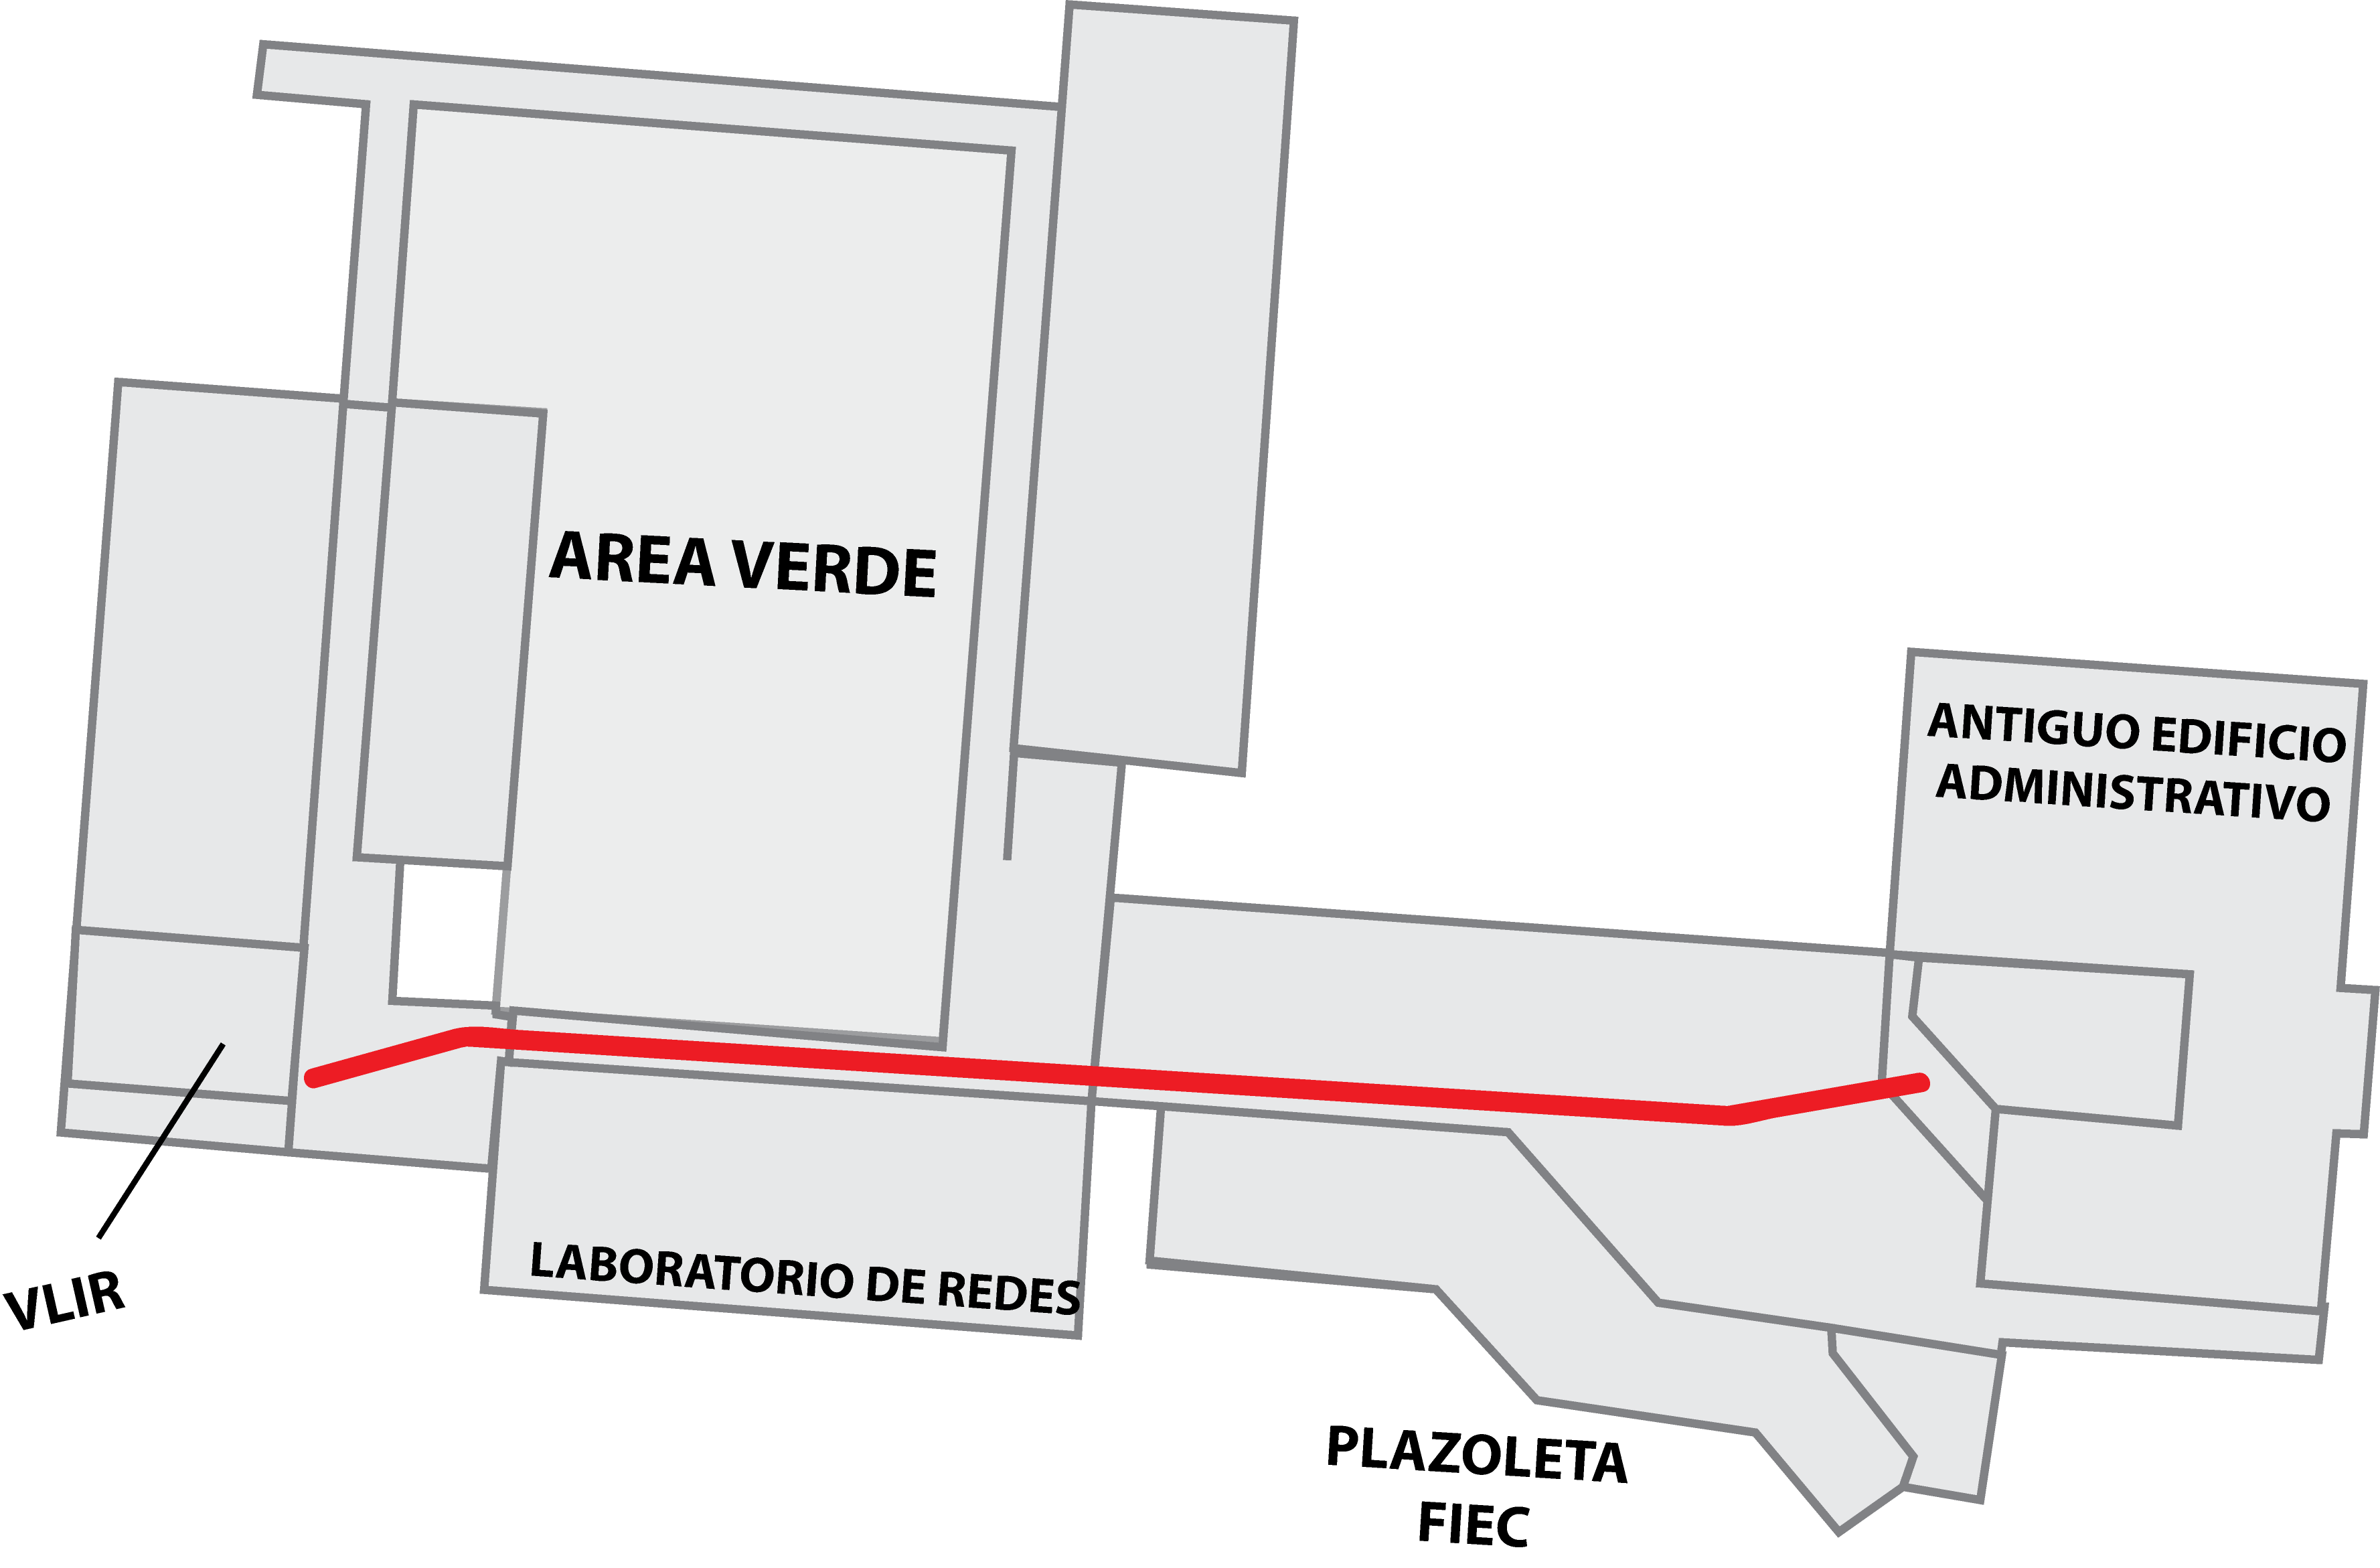 AREA VERDE
ANTIGUO EDIFICIO
ADMINISTRATIVO
VLIR
LABORATORIO DE REDES
PLAZOLETA
FIEC